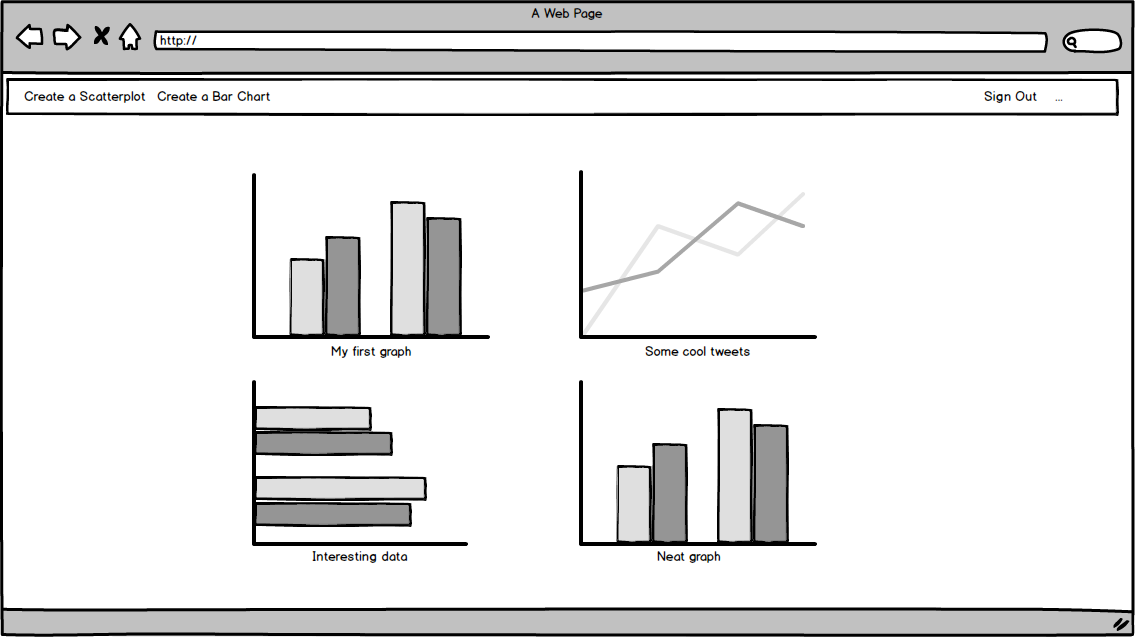 A Web Page
http://
Create a Scatterplot Create a Bar Chart Sign Out ...
My first graph
Some cool tweets
Interesting data
Neat graph